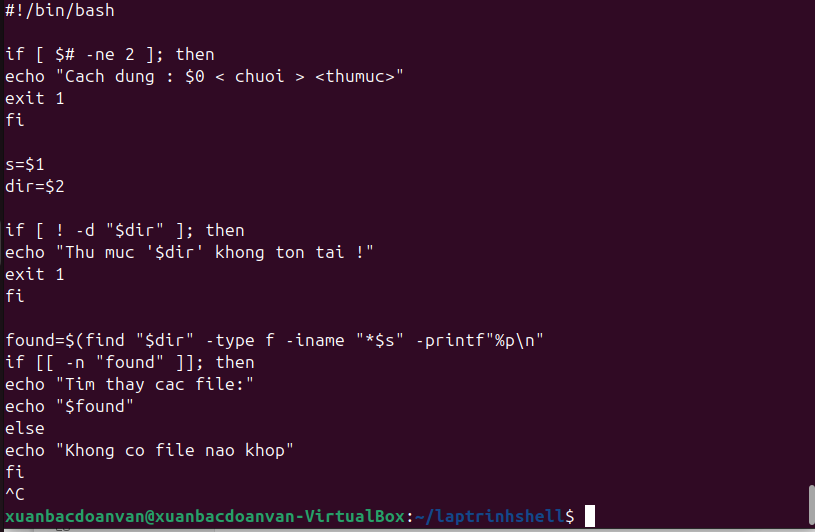 #!/bin/bash
if [ $# -ne 2 ]; then
echo "Cach dung : $0 < chuoi > <thumuc>"
exit 1
fi
s=$1
dir=$2
if [ ! -d "$dir" ]; then
echo "Thu muc '$dir' khong ton tai !"
exit 1
fi
found=$(find "$dir" -type f -iname "*$s" -printf"%p\n"
if [[ -n "found" ]]; then
echo "Tim thay cac file:"
echo "$found"
else
echo "Khong co file nao khop"
fi
^C
xuanbacdoanvan@xuanbacdoanvan-VirtualBox:~/laptrinhshell$